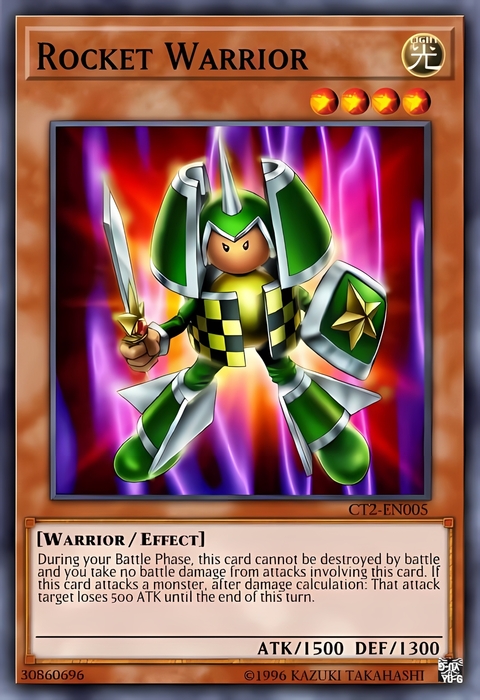 ROCKET WARRIOR
LIGHT
光
CT2-EN005
[WARRIOR / EFFECT]
During your Battle Phase, this card cannot be destroyed by battle
and you take no battle damage from attacks involving this card. If
this card attacks a monster, after damage calculation: That attack
target loses 500 ATK until the end of this turn.
ATK/1500 DEF/1300
30860696
©1996 KAZUKI TAKAHASHI